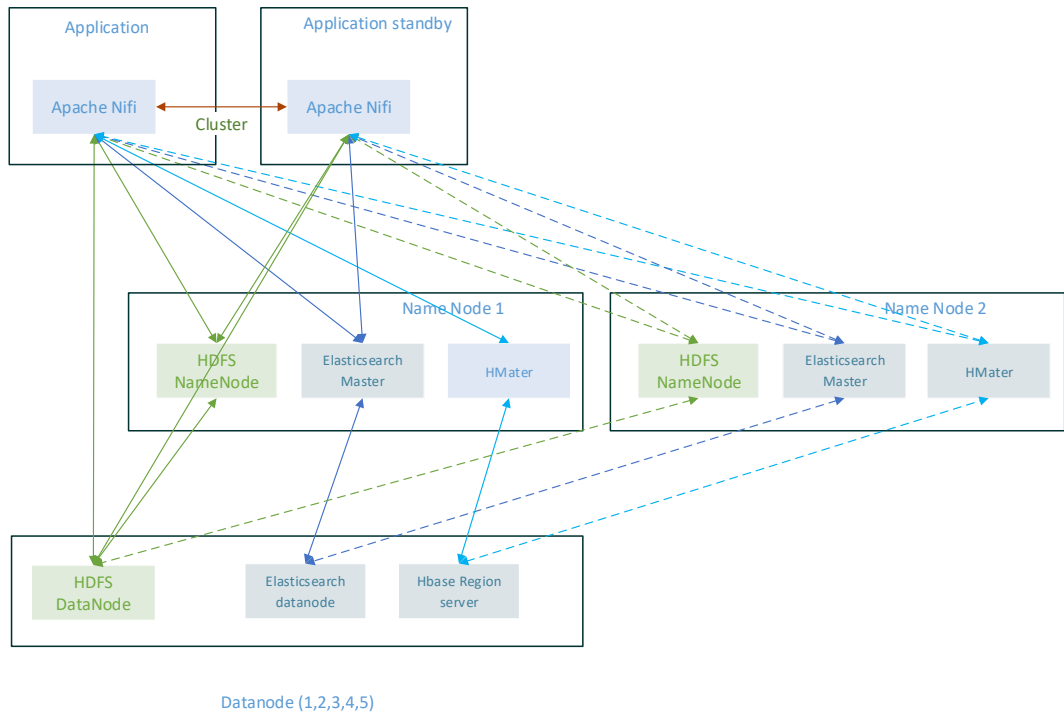 Application
Application standby
Apache Nifi
Apache Nifi
Cluster
Name Node 1
Name Node 2
HDFS
NameNode
Elasticsearch
Master
HMater
HDFS
NameNode
Elasticsearch
Master
HMater
HDFS
DataNode
Elasticsearch
datanode
Hbase Region
server
Datanode (1,2,3,4,5)